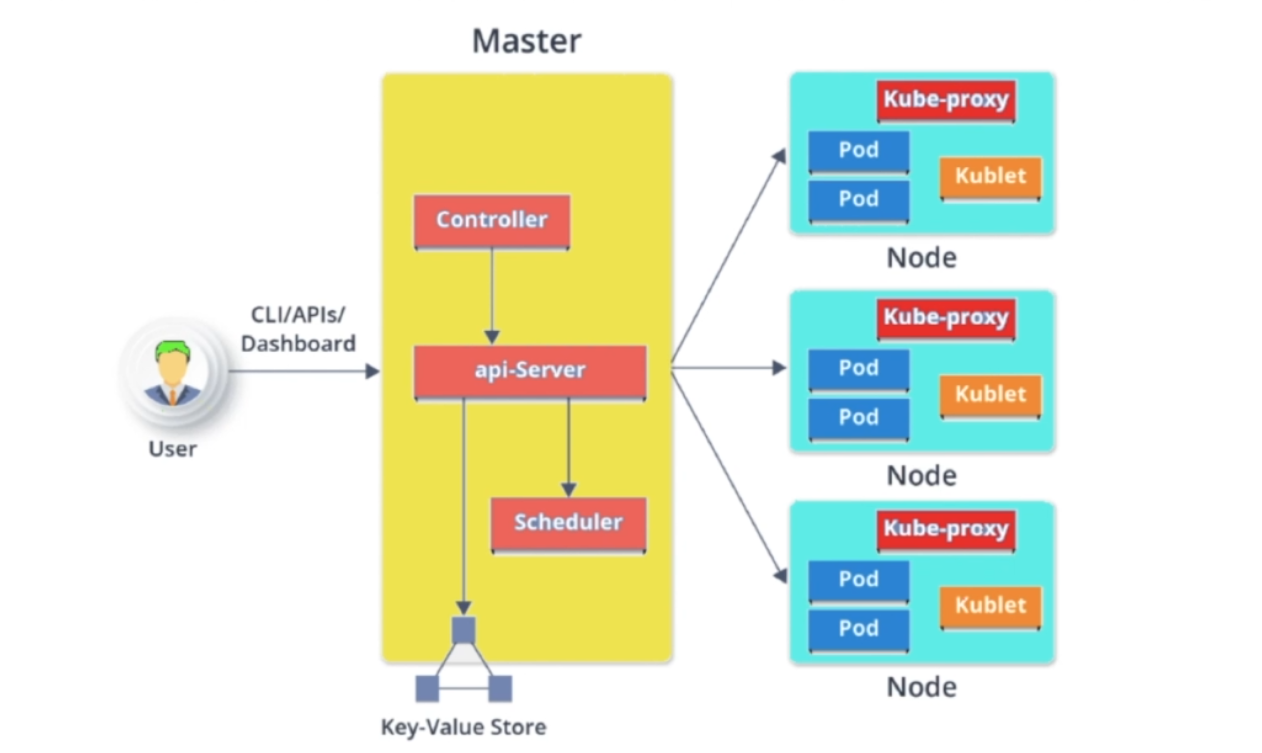 Master
Controller
api-Server
Scheduler
Key-Value Store
CLI/APIs/
Dashboard
User
Kube-proxy
Pod
Pod
Kublet
Node
Kube-proxy
Pod
Pod
Kublet
Node
Kube-proxy
Pod
Pod
Kublet
Node